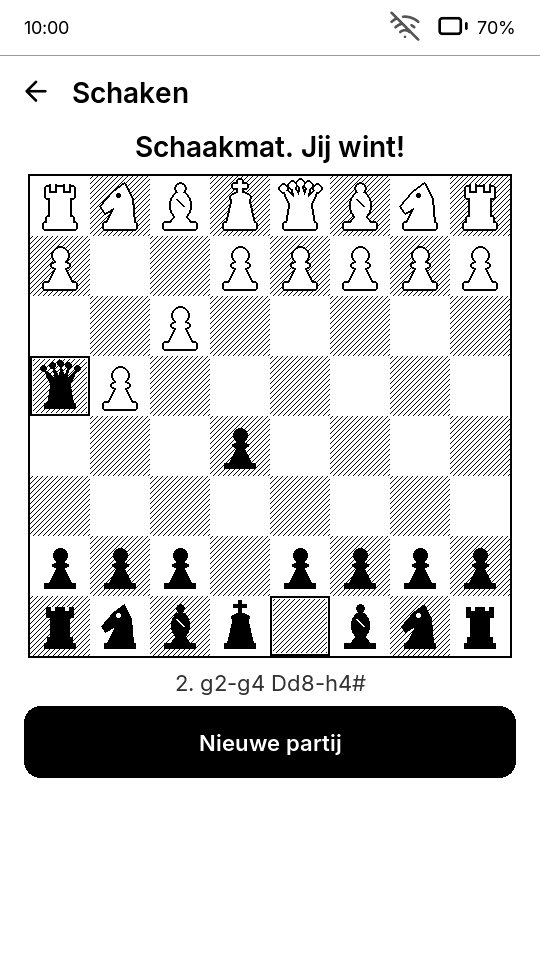 10:00
70%
Schaken
Schaakmat. Jij wint!
2. g2-g4 Dd8-h4#
Nieuwe partij